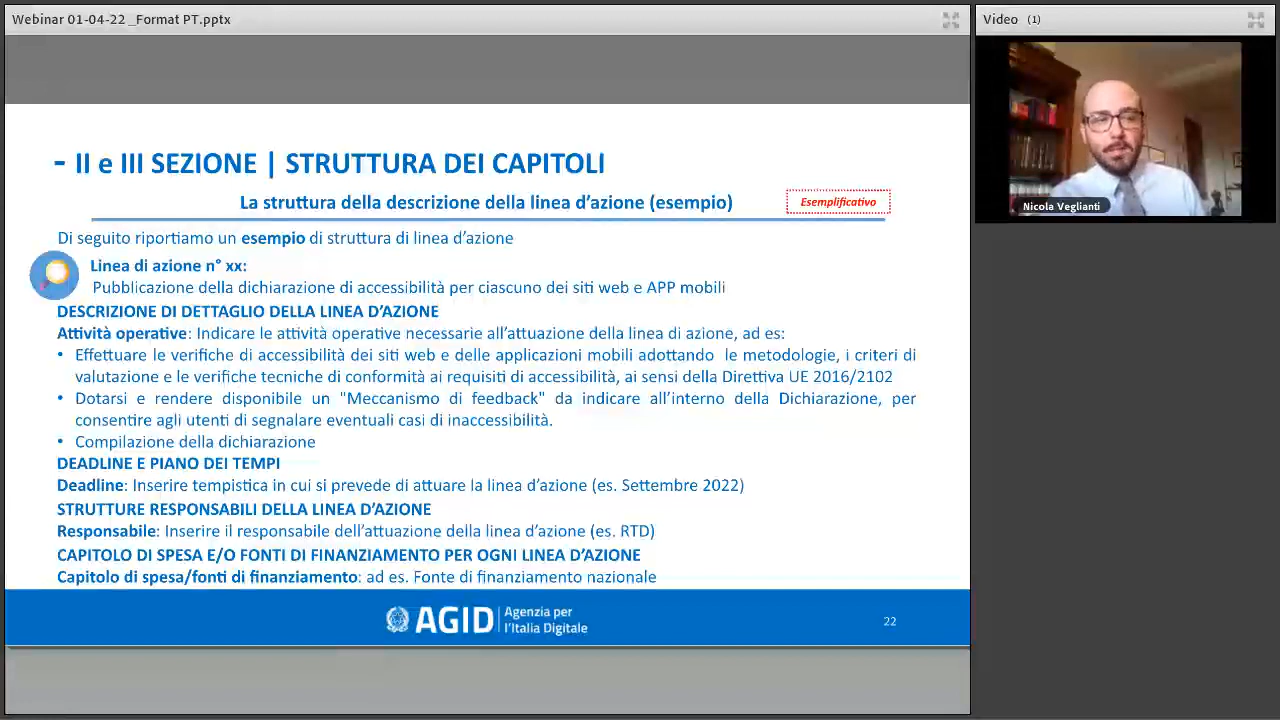 Webinar 01-04-22 _Format PT.pptx
Video (1)
Nicola Veglianti
- II e III SEZIONE | STRUTTURA DEI CAPITOLI
La struttura della descrizione della linea d'azione (esempio)
Esemplificativo
Di seguito riportiamo un esempio di struttura di linea d'azione
Linea di azione n° xx:
Pubblicazione della dichiarazione di accessibilità per ciascuno dei siti web e APP mobili
DESCRIZIONE DI DETTAGLIO DELLA LINEA D'AZIONE
Attività operative: Indicare le attività operative necessarie all'attuazione della linea di azione, ad es:
• Effettuare le verifiche di accessibilità dei siti web e delle applicazioni mobili adottando le metodologie, i criteri di
valutazione e le verifiche tecniche di conformità ai requisiti di accessibilità, ai sensi della Direttiva UE 2016/2102
• Dotarsi e rendere disponibile un "Meccanismo di feedback" da indicare all'interno della Dichiarazione, per
consentire agli utenti di segnalare eventuali casi di inaccessibilità.
• Compilazione della dichiarazione
DEADLINE E PIANO DEI TEMPI
Deadline: Inserire tempistica in cui si prevede di attuare la linea d'azione (es. Settembre 2022)
STRUTTURE RESPONSABILI DELLA LINEA D'AZIONE
Responsabile: Inserire il responsabile dell'attuazione della linea d'azione (es. RTD)
CAPITOLO DI SPESA E/O FONTI DI FINANZIAMENTO PER OGNI LINEA D'AZIONE
Capitolo di spesa/fonti di finanziamento: ad es. Fonte di finanziamento nazionale
AGID
Agenzia per
l'Italia Digitale
22